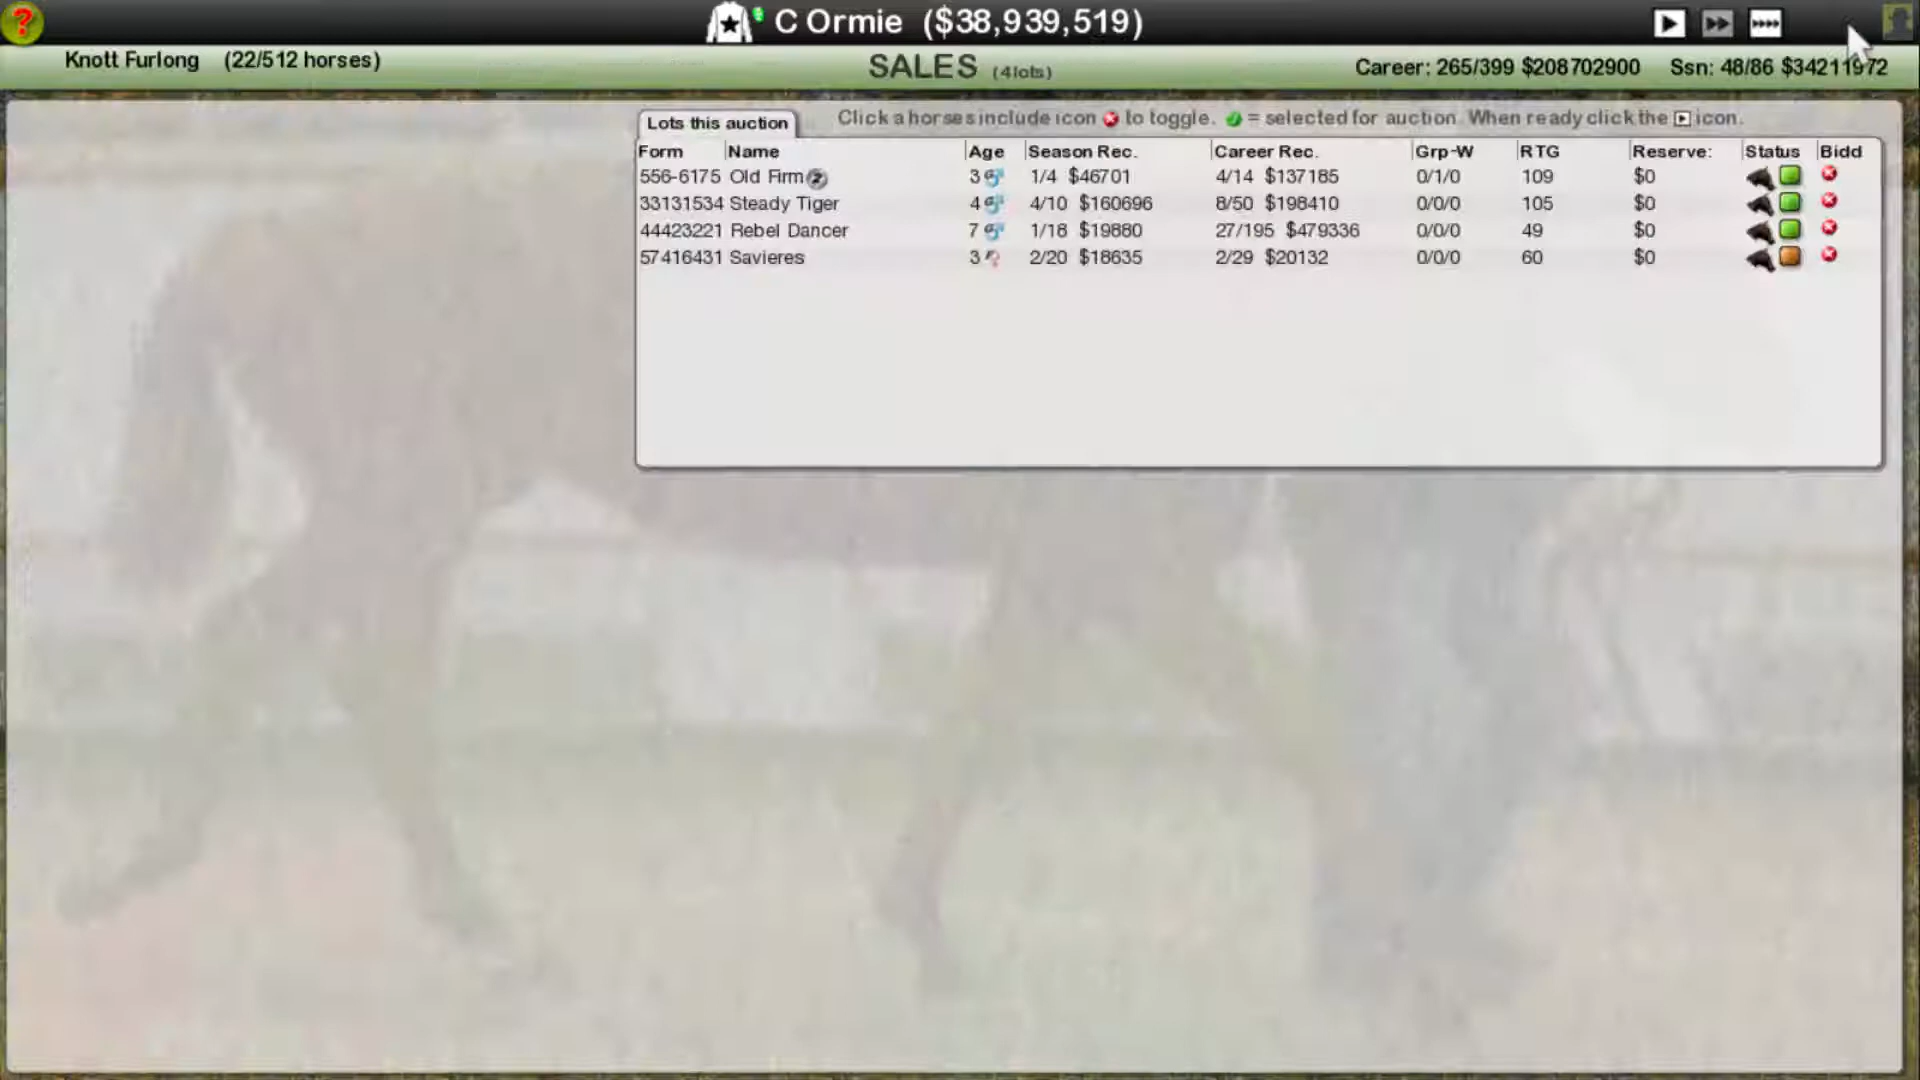 ? C Ormie ($38,939,519)
Knott Furlong (22/512 horses) SALES (4lots) Career: 265/399 $208702900 Ssn: 48/86 $34211972
Lots this auction Click a horses include icon to toggle. = selected for auction. When ready click the icon.
Form Name Age Season Rec. Career Rec. Grp-W RTG Reserve: Status Bidd
556-6175 Old Firm 2 3 1/4 $46701 4/14 $137185 0/1/0 109 $0
33131534 Steady Tiger 4 4/10 $160696 8/50 $198410 0/0/0 105 $0
44423221 Rebel Dancer 7 1/18 $19880 27/195 $479336 0/0/0 49 $0
57416431 Savieres 3 2/20 $18635 2/29 $20132 0/0/0 60 $0